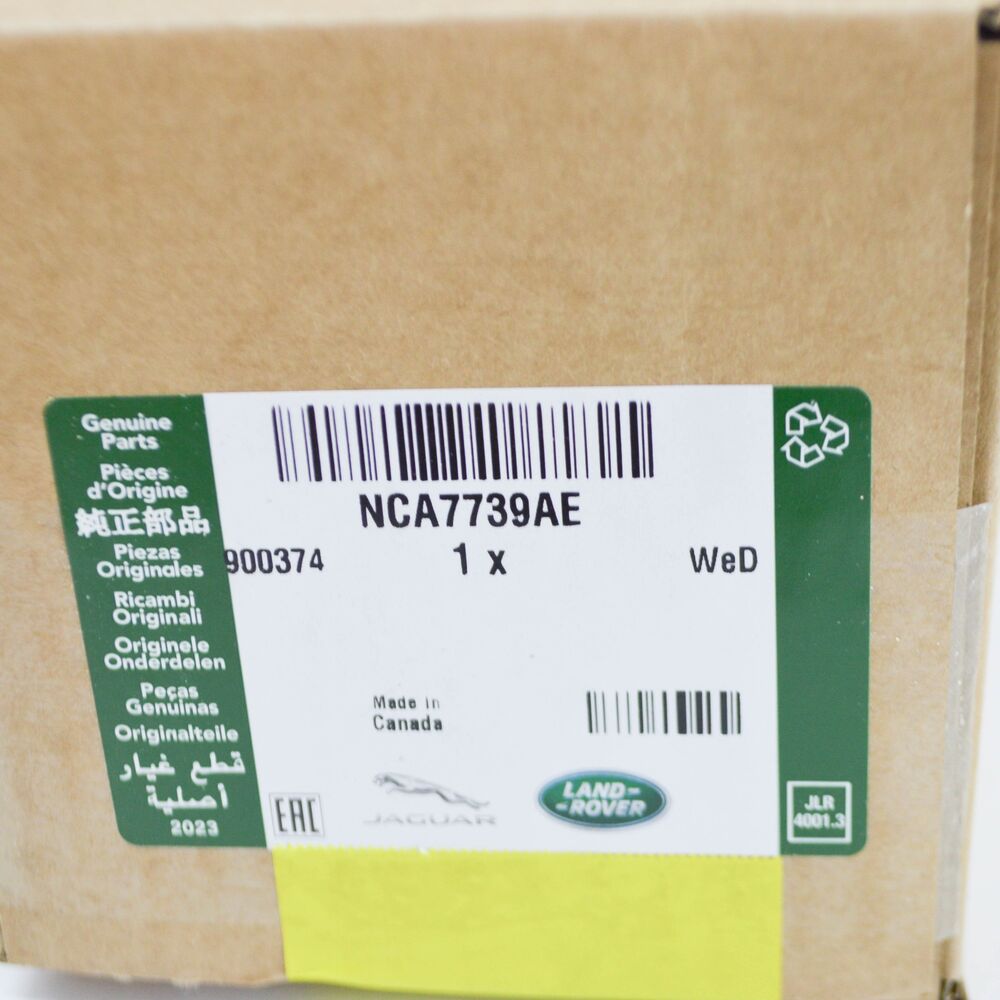 Genuine
Parts
Pièces
d'Origine
純正部品
Piezas
Originales
Ricambi
Originali
Originele
Onderdelen
Peças
Genuínas
Originalteile
قطع غيار
أصلية
2023
NCA7739AE
900374 1 x WeD
Made in
Canada
EAC
JAGUAR
LAND-
-ROVER
JLR
4001.3